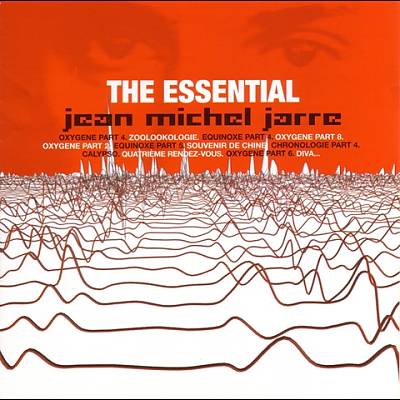 THE ESSENTIAL
jean michel jarre
OXYGENE PART 4. ZOOLOOKOLOGIE. EQUINOXE PART 4. OXYGENE PART 8.
OXYGENE PART 2. EQUINOXE PART 5. SOUVENIR DE CHINE. CHRONOLOGIE PART 4.
CALYPSO. QUATRIÈME RENDEZ-VOUS. OXYGENE PART 6. DIVA...